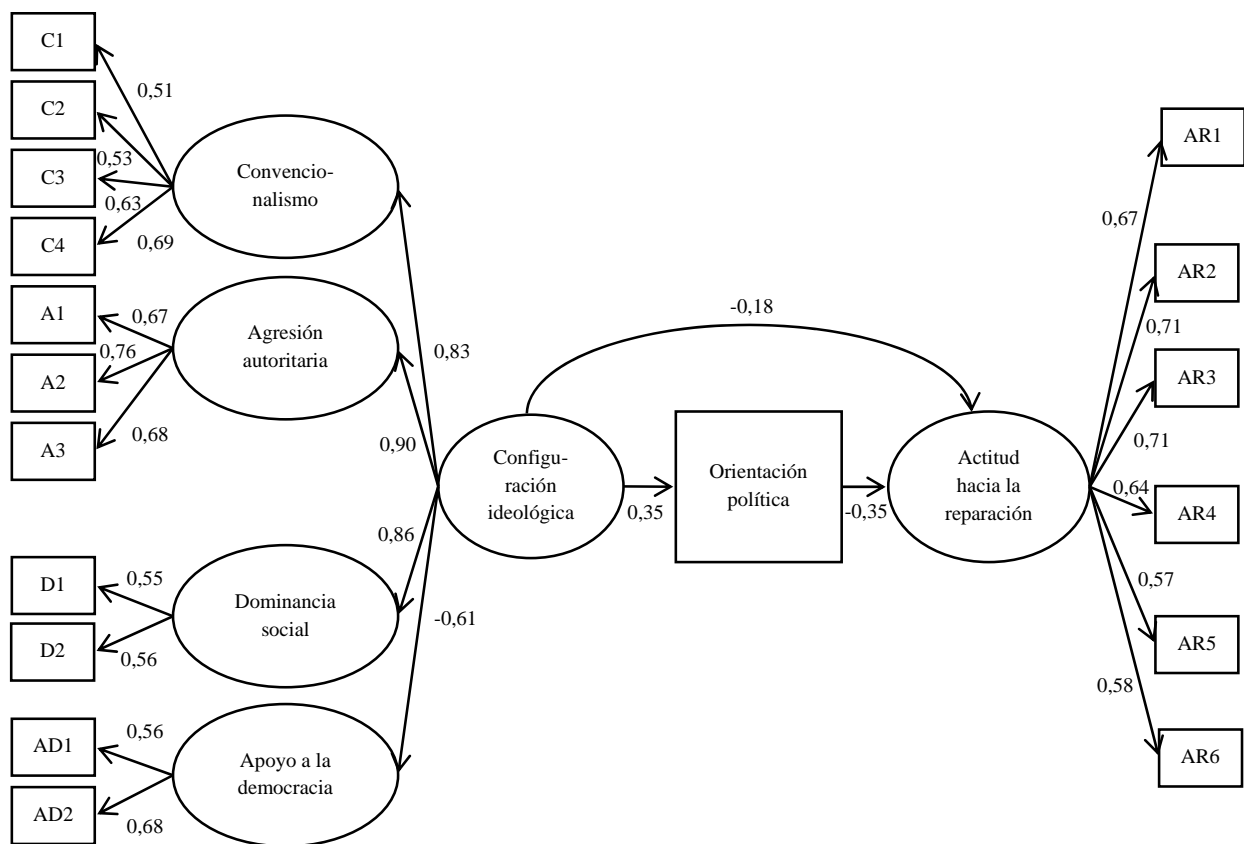 C1
0,51
C2
0,53
C3
0,63
C4
0,69
Convencio-
nalismo
A1
0,67
A2
0,76
A3
0,68
Agresión
autoritaria
D1
0,55
D2
0,56
Dominancia
social
AD1
0,56
AD2
0,68
Apoyo a la
democracia
0,83
0,90
0,86
-0,61
Configu-
ración
ideológica
-0,18
0,35
Orientación
política
-0,35
Actitud
hacia la
reparación
0,67
AR1
0,71
AR2
0,71
AR3
0,64
AR4
0,57
AR5
0,58
AR6